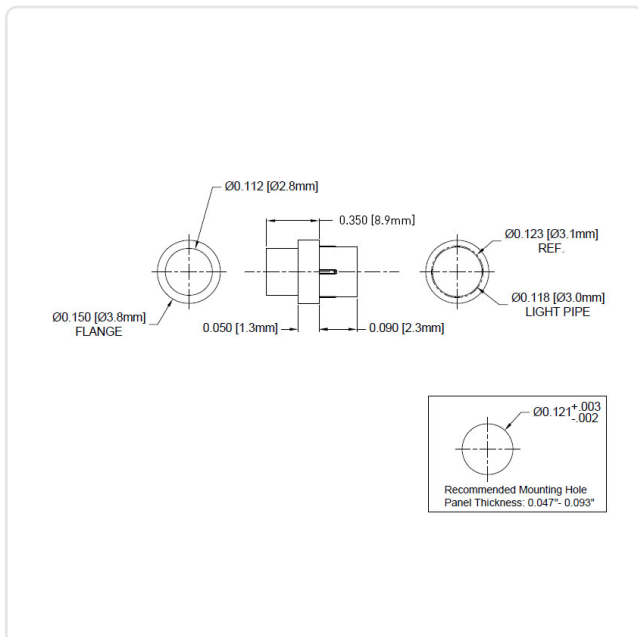 Ø0.112 [Ø2.8mm]
0.350 [8.9mm]
Ø0.123 [Ø3.1mm]
REF.
Ø0.118 [Ø3.0mm]
LIGHT PIPE
Ø0.150 [Ø3.8mm]
FLANGE
0.050 [1.3mm]
0.090 [2.3mm]
Ø0.121 +.003
-.002
Recommended Mounting Hole
Panel Thickness: 0.047"- 0.093"